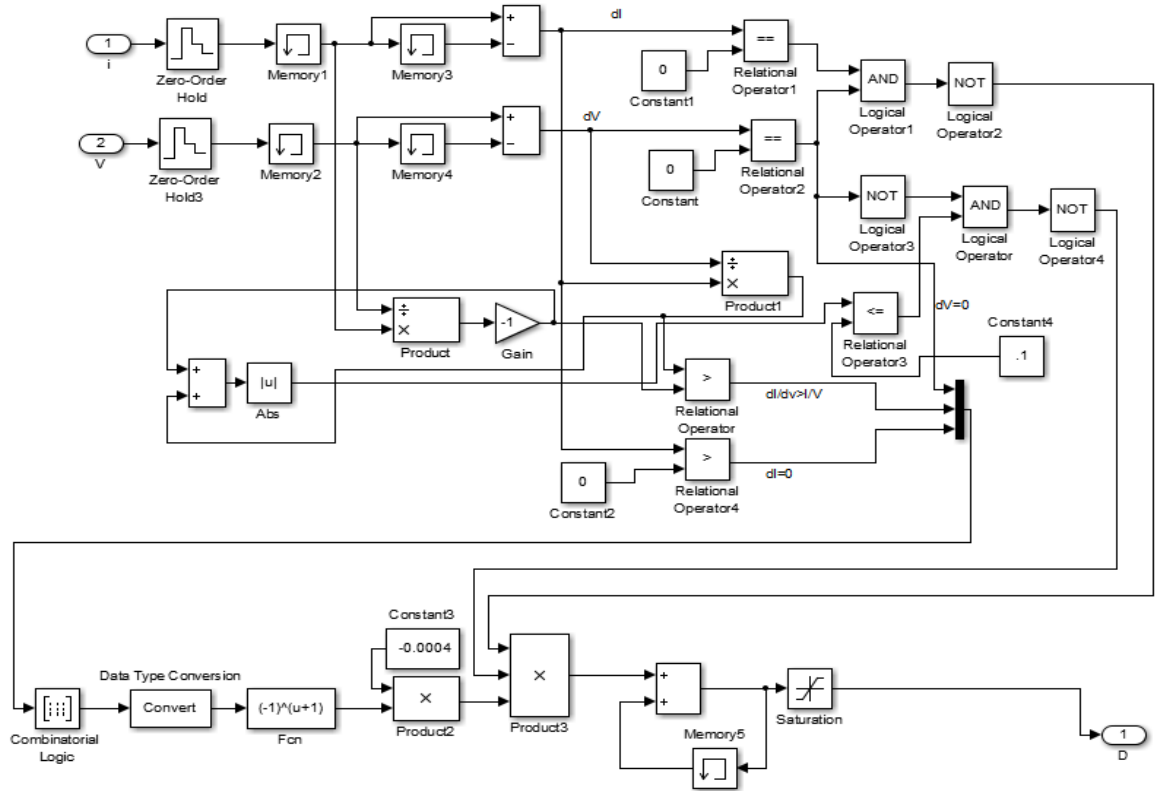 +
−
dI
1
i
Zero-Order
Hold
Memory1
Memory3
0
Constant1
==
Relational
Operator1
AND
Logical
Operator1
NOT
Logical
Operator2
2
V
Zero-Order
Hold3
Memory2
Memory4
+
−
dV
0
Constant
==
Relational
Operator2
NOT
Logical
Operator3
AND
Logical
Operator
NOT
Logical
Operator4
÷
×
Product1
÷
×
Product
-1
Gain
<=
Relational
Operator3
dV=0
Constant4
.1
+
+
|u|
Abs
>
Relational
Operator
dI/dv>I/V
0
Constant2
>
Relational
Operator4
dI=0
Constant3
-0.0004
Combinatorial
Logic
Data Type Conversion
Convert
(-1)^(u+1)
Fcn
×
Product2
×
Product3
+
+
Memory5
Saturation
1
D